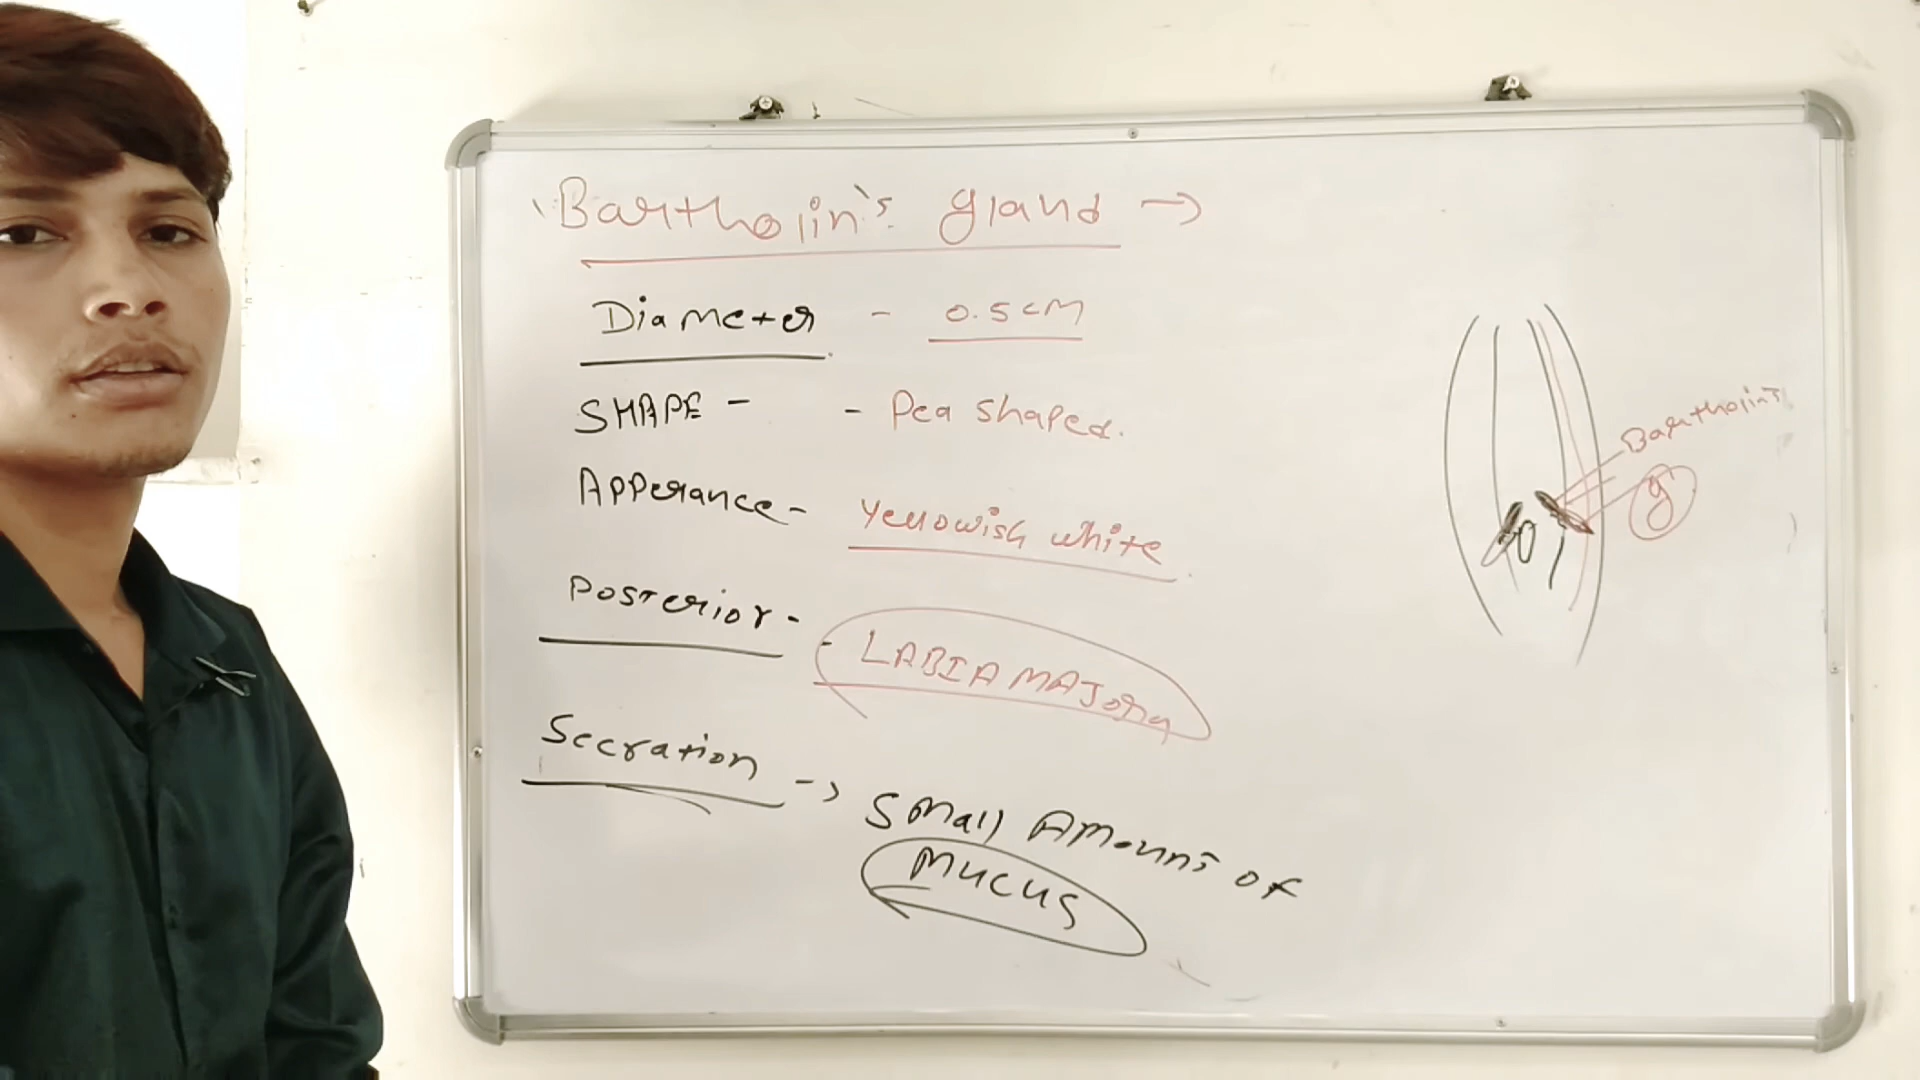 Bartholin's gland →
Diameter - 0.5cm
SHAPE - - Pea shaped.
Apperance - Yellowish white
Posterior - - LABIA MAJora
Secration -> Small Amount of
Mucus
Bartholin's
g